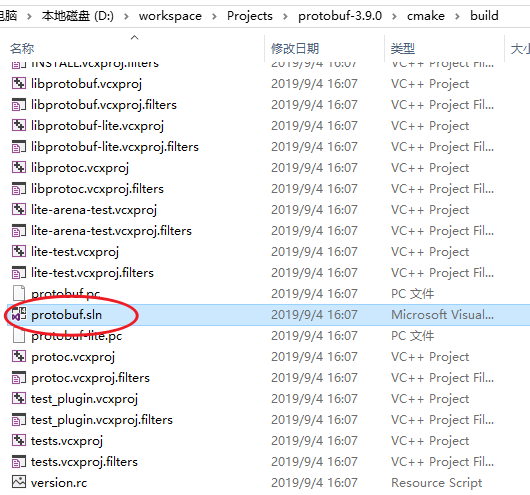 电脑 > 本地磁盘 (D:) > workspace > Projects > protobuf-3.9.0 > cmake > build
名称 修改日期 类型 大小
INSTALL.vcxproj.filters 2019/9/4 16:07 VC++ Project Fil...
libprotobuf.vcxproj 2019/9/4 16:07 VC++ Project
libprotobuf.vcxproj.filters 2019/9/4 16:07 VC++ Project Fil...
libprotobuf-lite.vcxproj 2019/9/4 16:07 VC++ Project
libprotobuf-lite.vcxproj.filters 2019/9/4 16:07 VC++ Project Fil...
libprotoc.vcxproj 2019/9/4 16:07 VC++ Project
libprotoc.vcxproj.filters 2019/9/4 16:07 VC++ Project Fil...
lite-arena-test.vcxproj 2019/9/4 16:07 VC++ Project
lite-arena-test.vcxproj.filters 2019/9/4 16:07 VC++ Project Fil...
lite-test.vcxproj 2019/9/4 16:07 VC++ Project
lite-test.vcxproj.filters 2019/9/4 16:07 VC++ Project Fil...
protobuf.pc 2019/9/4 16:07 PC 文件
protobuf.sln 2019/9/4 16:07 Microsoft Visual...
protobuf-lite.pc 2019/9/4 16:07 PC 文件
protoc.vcxproj 2019/9/4 16:07 VC++ Project
protoc.vcxproj.filters 2019/9/4 16:07 VC++ Project Fil...
test_plugin.vcxproj 2019/9/4 16:07 VC++ Project
test_plugin.vcxproj.filters 2019/9/4 16:07 VC++ Project Fil...
tests.vcxproj 2019/9/4 16:07 VC++ Project
tests.vcxproj.filters 2019/9/4 16:07 VC++ Project Fil...
version.rc 2019/9/4 16:07 Resource Script